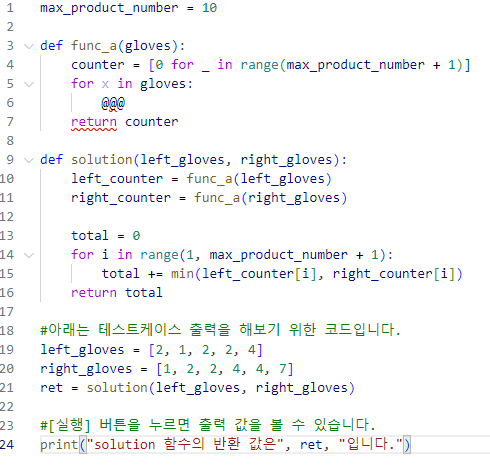 1 max_product_number = 10
2
3 def func_a(gloves):
4     counter = [0 for _ in range(max_product_number + 1)]
5     for x in gloves:
6         @@@
7     return counter
8
9 def solution(left_gloves, right_gloves):
10     left_counter = func_a(left_gloves)
11     right_counter = func_a(right_gloves)
12
13     total = 0
14     for i in range(1, max_product_number + 1):
15         total += min(left_counter[i], right_counter[i])
16     return total
17
18 #아래는 테스트케이스 출력을 해보기 위한 코드입니다.
19 left_gloves = [2, 1, 2, 2, 4]
20 right_gloves = [1, 2, 2, 4, 4, 7]
21 ret = solution(left_gloves, right_gloves)
22
23 #[실행] 버튼을 누르면 출력 값을 볼 수 있습니다.
24 print("solution 함수의 반환 값은", ret, "입니다.")